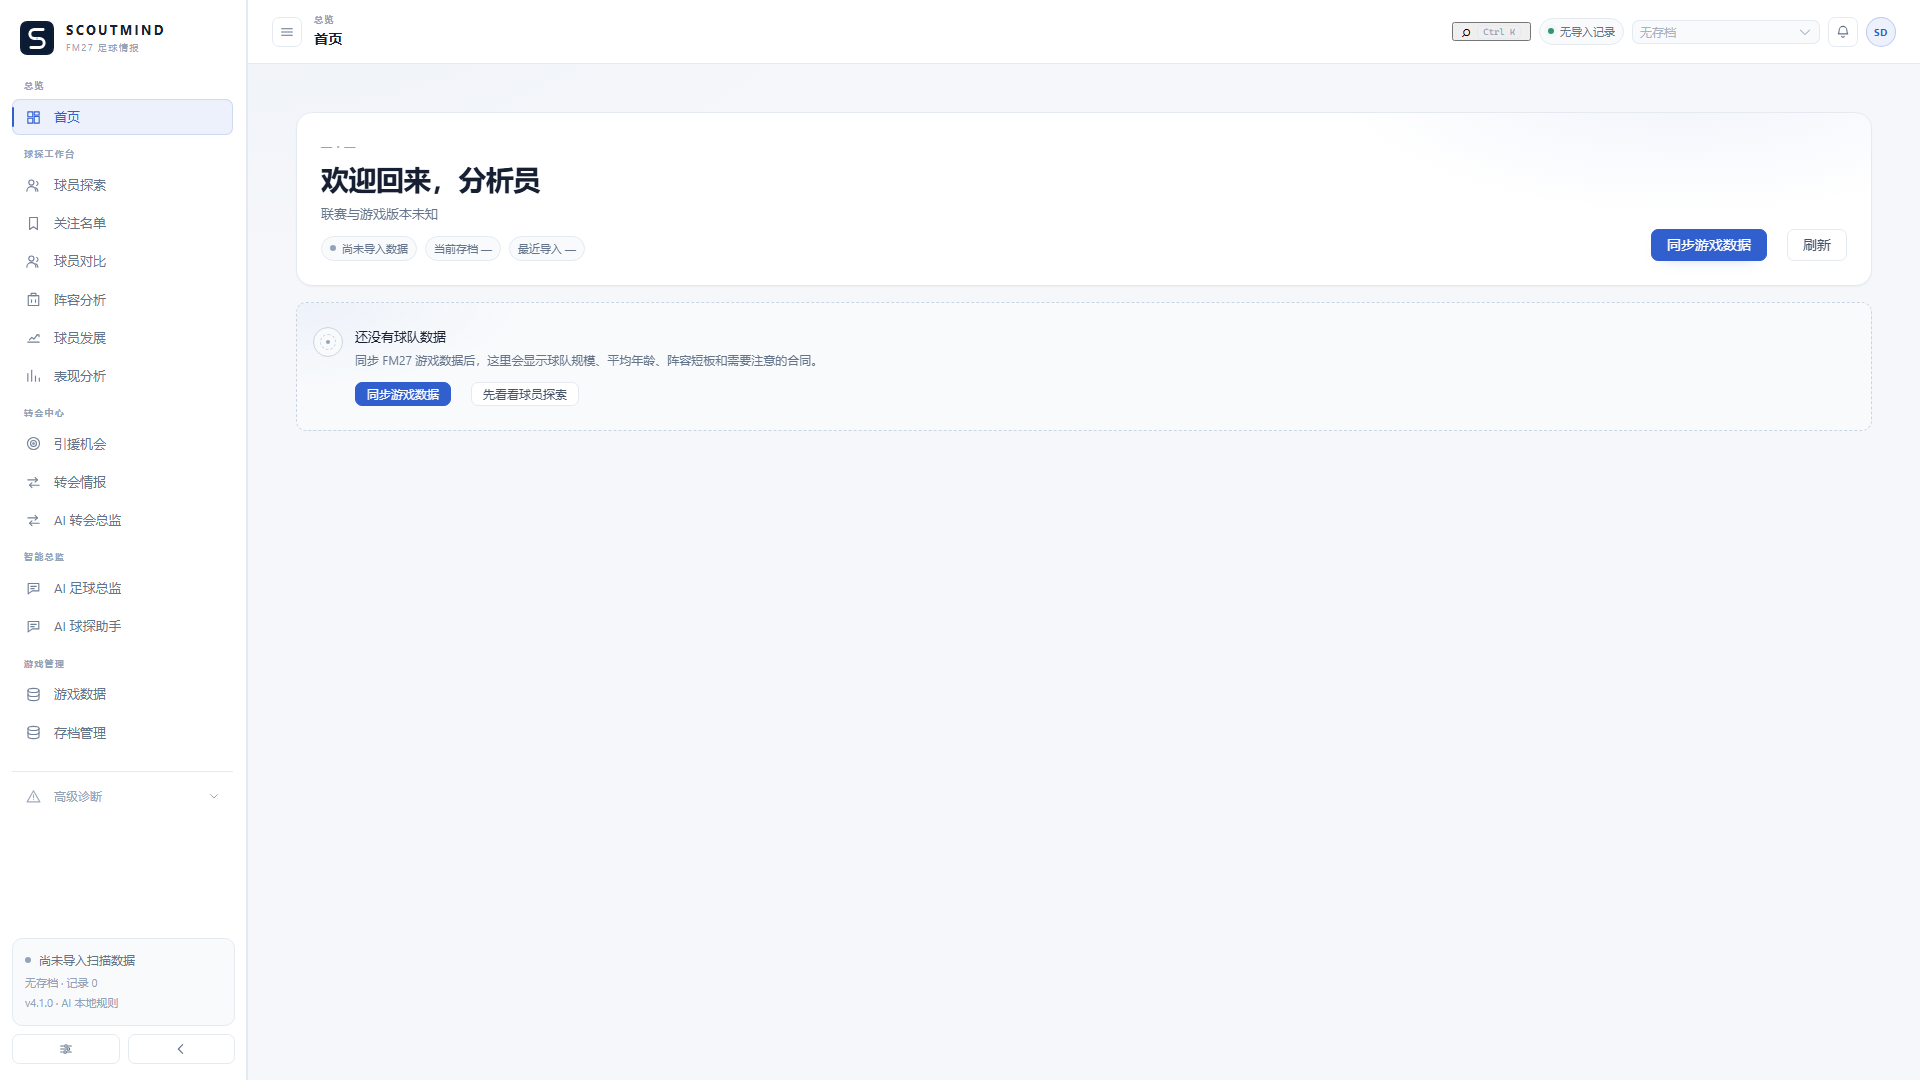 SCOUTMIND
FM27 足球情报
总览
首页
球探工作台
球员探索
关注名单
球员对比
阵容分析
球员发展
表现分析
转会中心
引援机会
转会情报
AI 转会总监
智能总监
AI 足球总监
AI 球探助手
游戏管理
游戏数据
存档管理
高级诊断
尚未导入扫描数据
无存档 · 记录 0
v4.1.0 · AI 本地规则
总览
首页
Ctrl K
无导入记录
无存档
SD
— · —
欢迎回来，分析员
联赛与游戏版本未知
尚未导入数据
当前存档 —
最近导入 —
同步游戏数据
刷新
还没有球队数据
同步 FM27 游戏数据后，这里会显示球队规模、平均年龄、阵容短板和需要注意的合同。
同步游戏数据
先看看球员探索